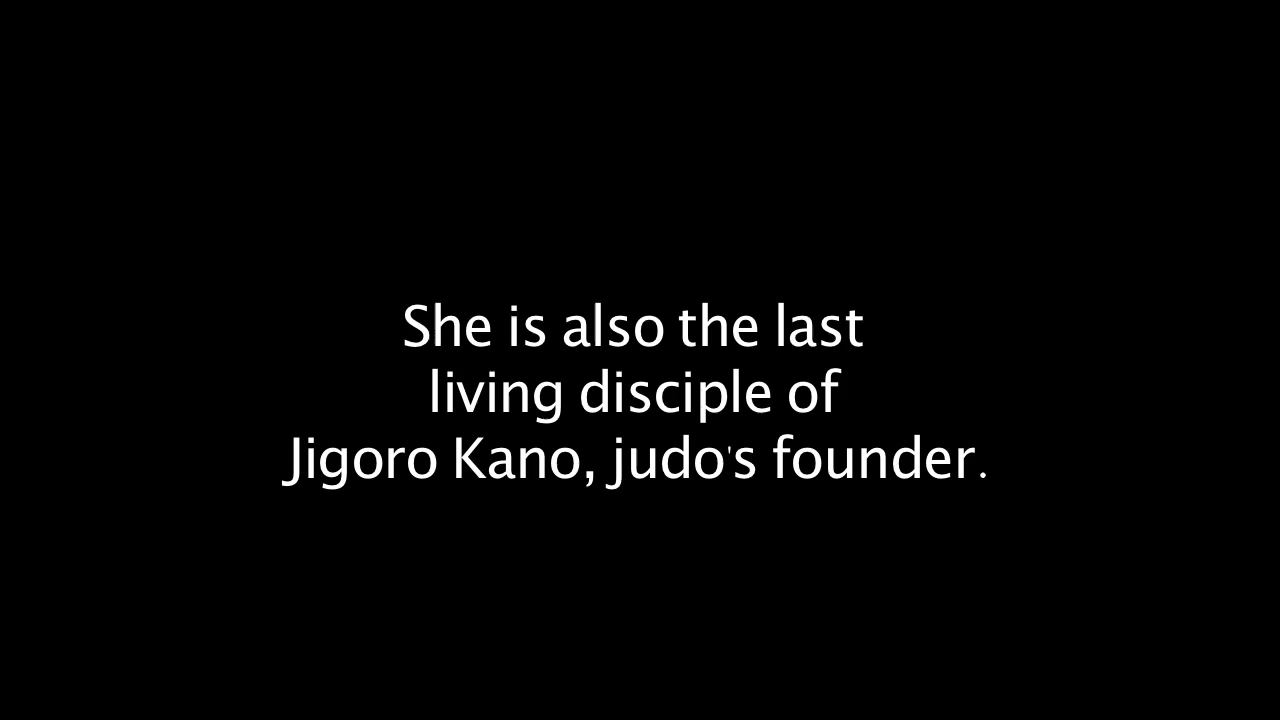 She is also the last
living disciple of
Jigoro Kano, judo's founder.